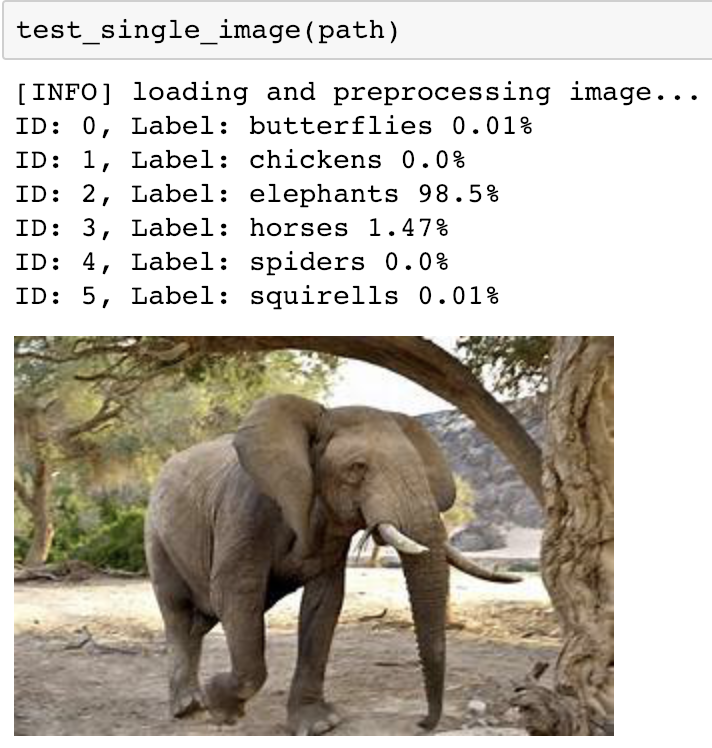 test_single_image(path)
[INFO] loading and preprocessing image...
ID: 0, Label: butterflies 0.01%
ID: 1, Label: chickens 0.0%
ID: 2, Label: elephants 98.5%
ID: 3, Label: horses 1.47%
ID: 4, Label: spiders 0.0%
ID: 5, Label: squirells 0.01%